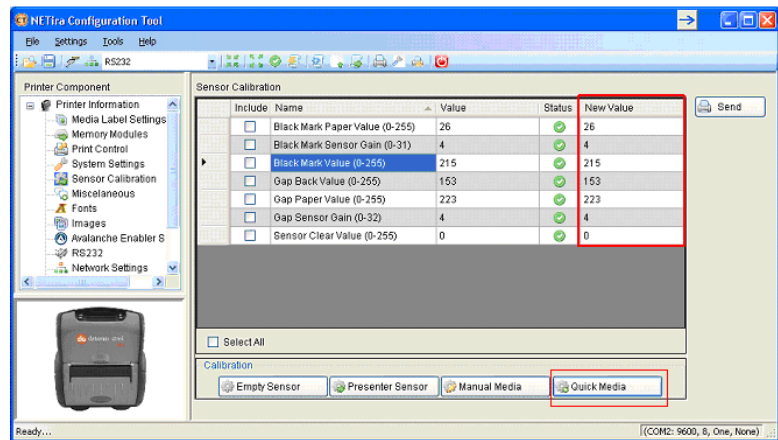 NETira Configuration Tool
File Settings Tools Help
RS232
Printer Component
Printer Information
Media Label Settings
Memory Modules
Print Control
System Settings
Sensor Calibration
Miscelaneous
Fonts
Images
Avalanche Enabler S
RS232
Network Settings
Sensor Calibration
Include Name Value Status New Value
Black Mark Paper Value (0-255) 26 26
Black Mark Sensor Gain (0-31) 4 4
Black Mark Value (0-255) 215 215
Gap Back Value (0-255) 153 153
Gap Paper Value (0-255) 223 223
Gap Sensor Gain (0-32) 4 4
Sensor Clear Value (0-255) 0 0
Send
Select All
Calibration
Empty Sensor Presenter Sensor Manual Media Quick Media
Ready... (COM2: 9600, 8, One, None)